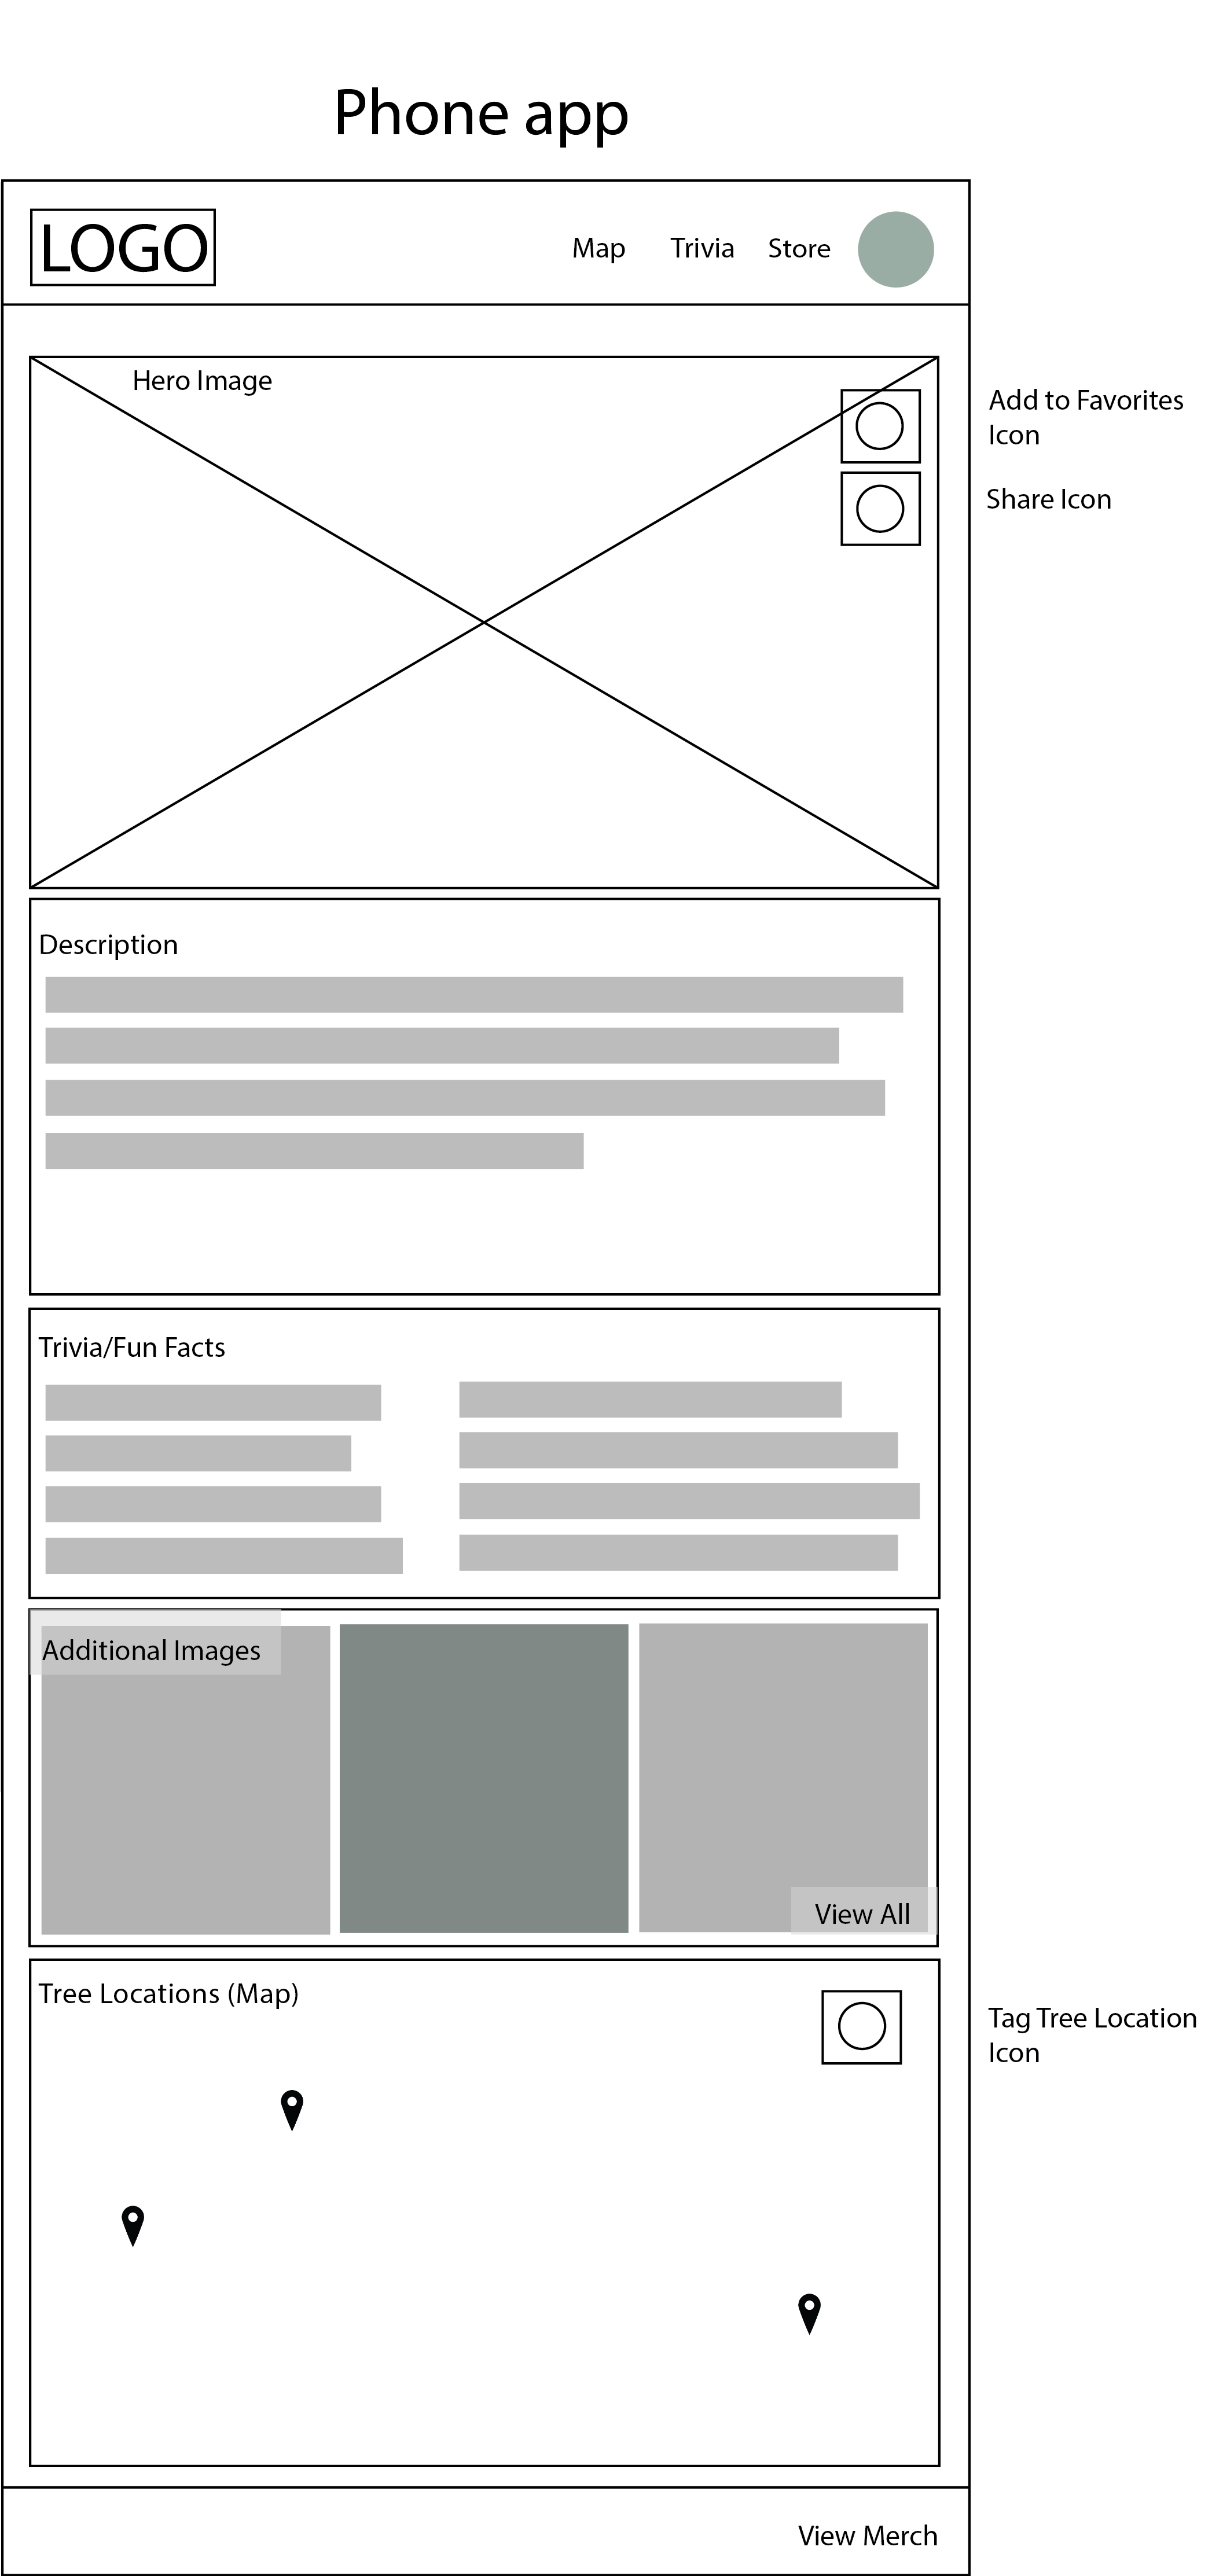 Phone app
LOGO
Map Trivia Store
Hero Image
Add to Favorites
Icon
Share Icon
Description
Trivia/Fun Facts
Additional Images
View All
Tree Locations (Map)
Tag Tree Location
Icon
View Merch